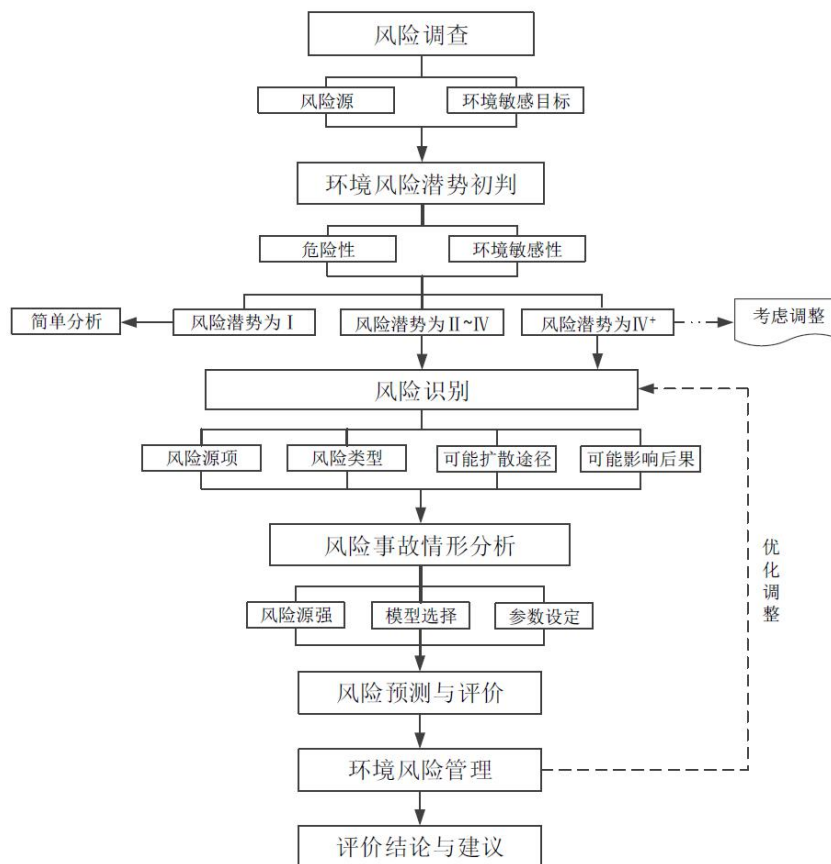 风险调查
风险源
环境敏感目标
环境风险潜势初判
危险性
环境敏感性
简单分析
风险潜势为Ⅰ
风险潜势为Ⅱ~Ⅳ
风险潜势为Ⅳ⁺
考虑调整
风险识别
风险源项
风险类型
可能扩散途径
可能影响后果
风险事故情形分析
优化调整
风险源强
模型选择
参数设定
风险预测与评价
环境风险管理
评价结论与建议